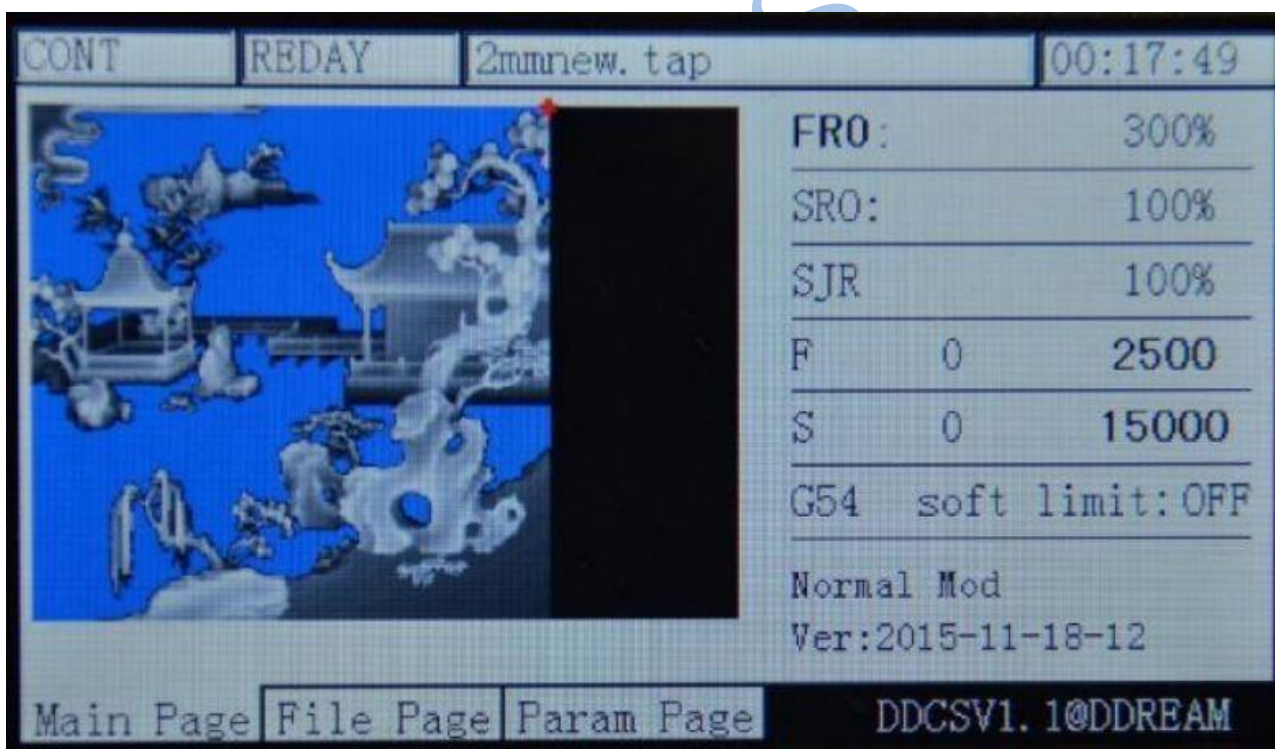 CONT REDAY 2mmnew.tap 00:17:49
FRO: 300%
SRO: 100%
SJR 100%
F 0 2500
S 0 15000
G54 soft limit:OFF
Normal Mod
Ver:2015-11-18-12
Main Page File Page Param Page DDCSV1.1@DDREAM